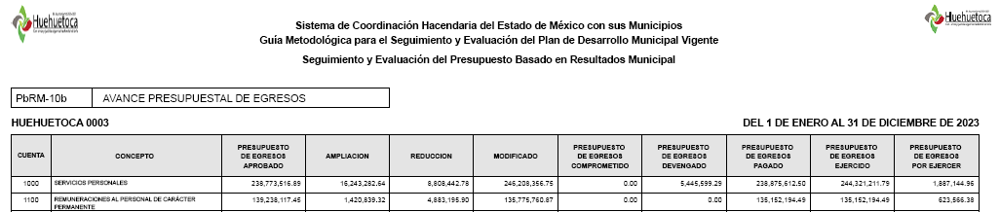 Huehuetoca
Huehuetoca
Sistema de Coordinación Hacendaria del Estado de México con sus Municipios
Guía Metodológica para el Seguimiento y Evaluación del Plan de Desarrollo Municipal Vigente
Seguimiento y Evaluación del Presupuesto Basado en Resultados Municipal
PbRM-10b AVANCE PRESUPUESTAL DE EGRESOS
HUEHUETOCA 0003 DEL 1 DE ENERO AL 31 DE DICIEMBRE DE 2023
CUENTA CONCEPTO PRESUPUESTO DE EGRESOS APROBADO AMPLIACION REDUCCION MODIFICADO PRESUPUESTO DE EGRESOS COMPROMETIDO PRESUPUESTO DE EGRESOS DEVENGADO PRESUPUESTO DE EGRESOS PAGADO PRESUPUESTO DE EGRESOS EJERCIDO PRESUPUESTO DE EGRESOS POR EJERCER
1000 SERVICIOS PERSONALES 238,773,516.89 16,243,282.64 8,808,442.78 246,208,356.75 0.00 5,445,599.29 238,875,612.50 244,321,211.79 1,887,144.96
1100 REMUNERACIONES AL PERSONAL DE CARÁCTER PERMANENTE 139,238,117.45 1,420,839.32 4,883,195.90 135,775,760.87 0.00 0.00 135,152,194.49 135,152,194.49 623,566.38